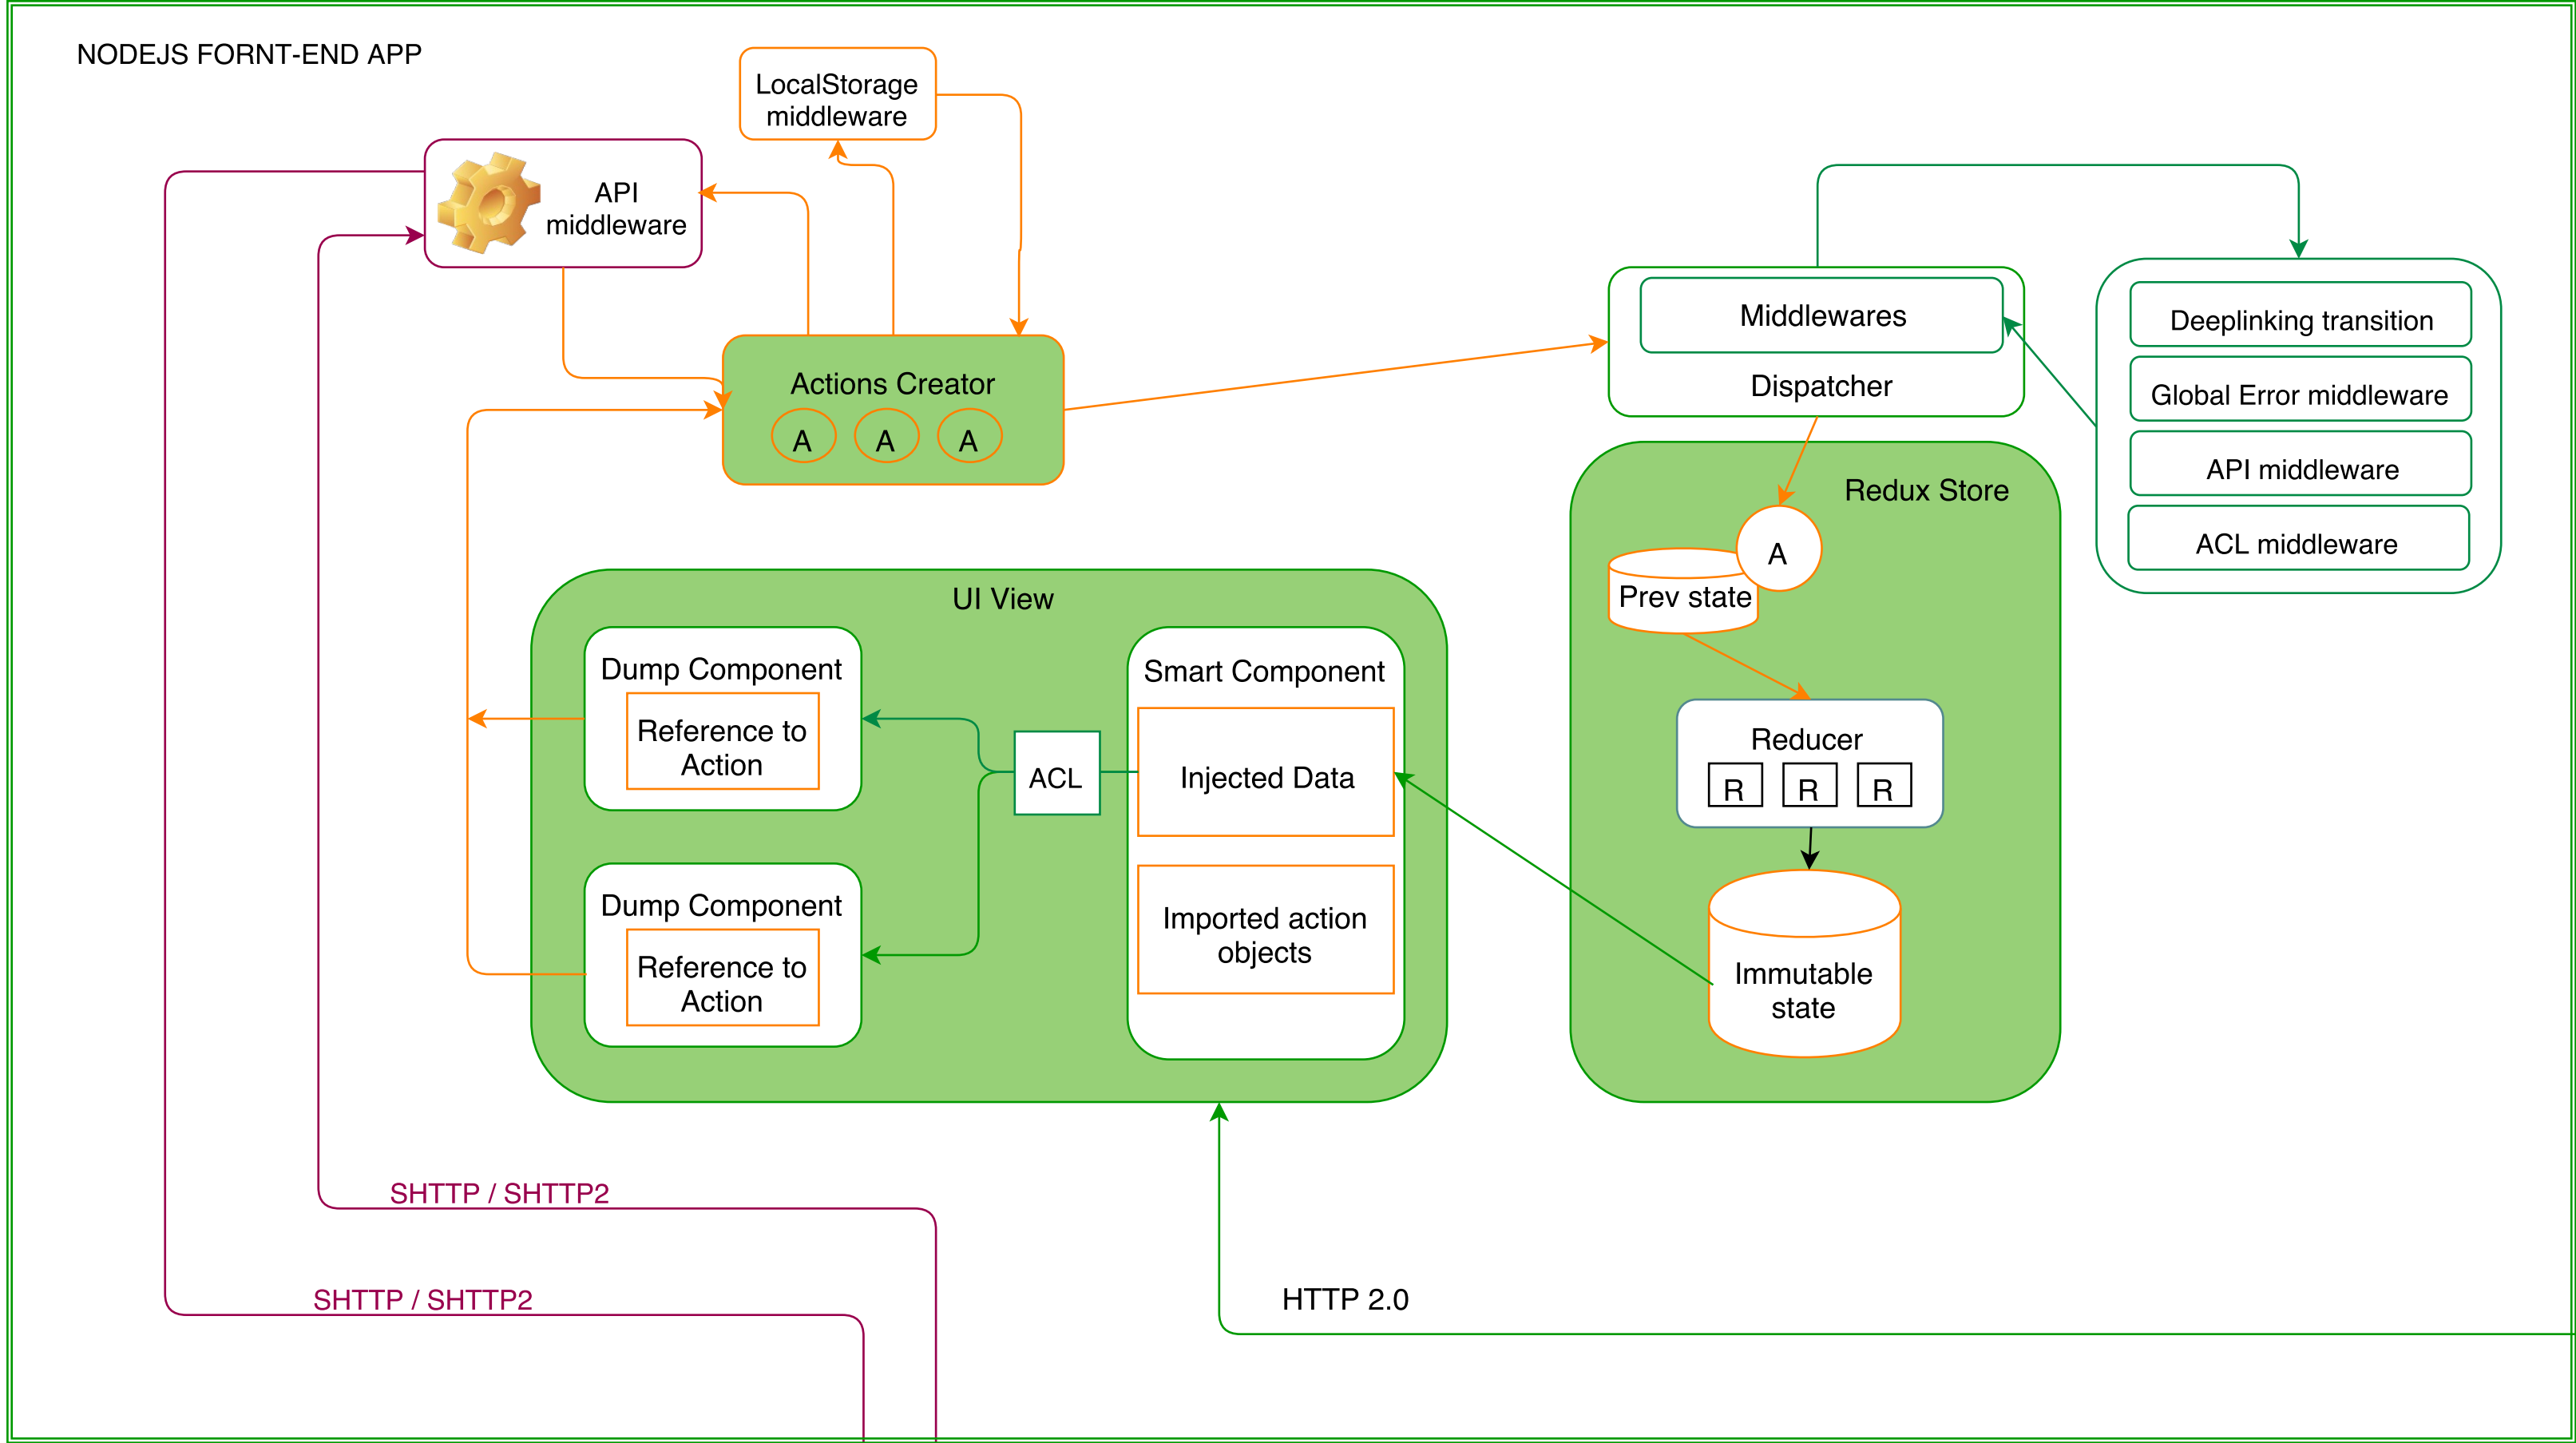 NODEJS FORNT-END APP
LocalStorage
middleware
API
middleware
Actions Creator
A A A
Middlewares
Dispatcher
Deeplinking transition
Global Error middleware
API middleware
ACL middleware
Redux Store
A
Prev state
Reducer
R R R
Immutable
state
UI View
Dump Component
Reference to
Action
Dump Component
Reference to
Action
ACL
Smart Component
Injected Data
Imported action
objects
SHTTP / SHTTP2
SHTTP / SHTTP2
HTTP 2.0